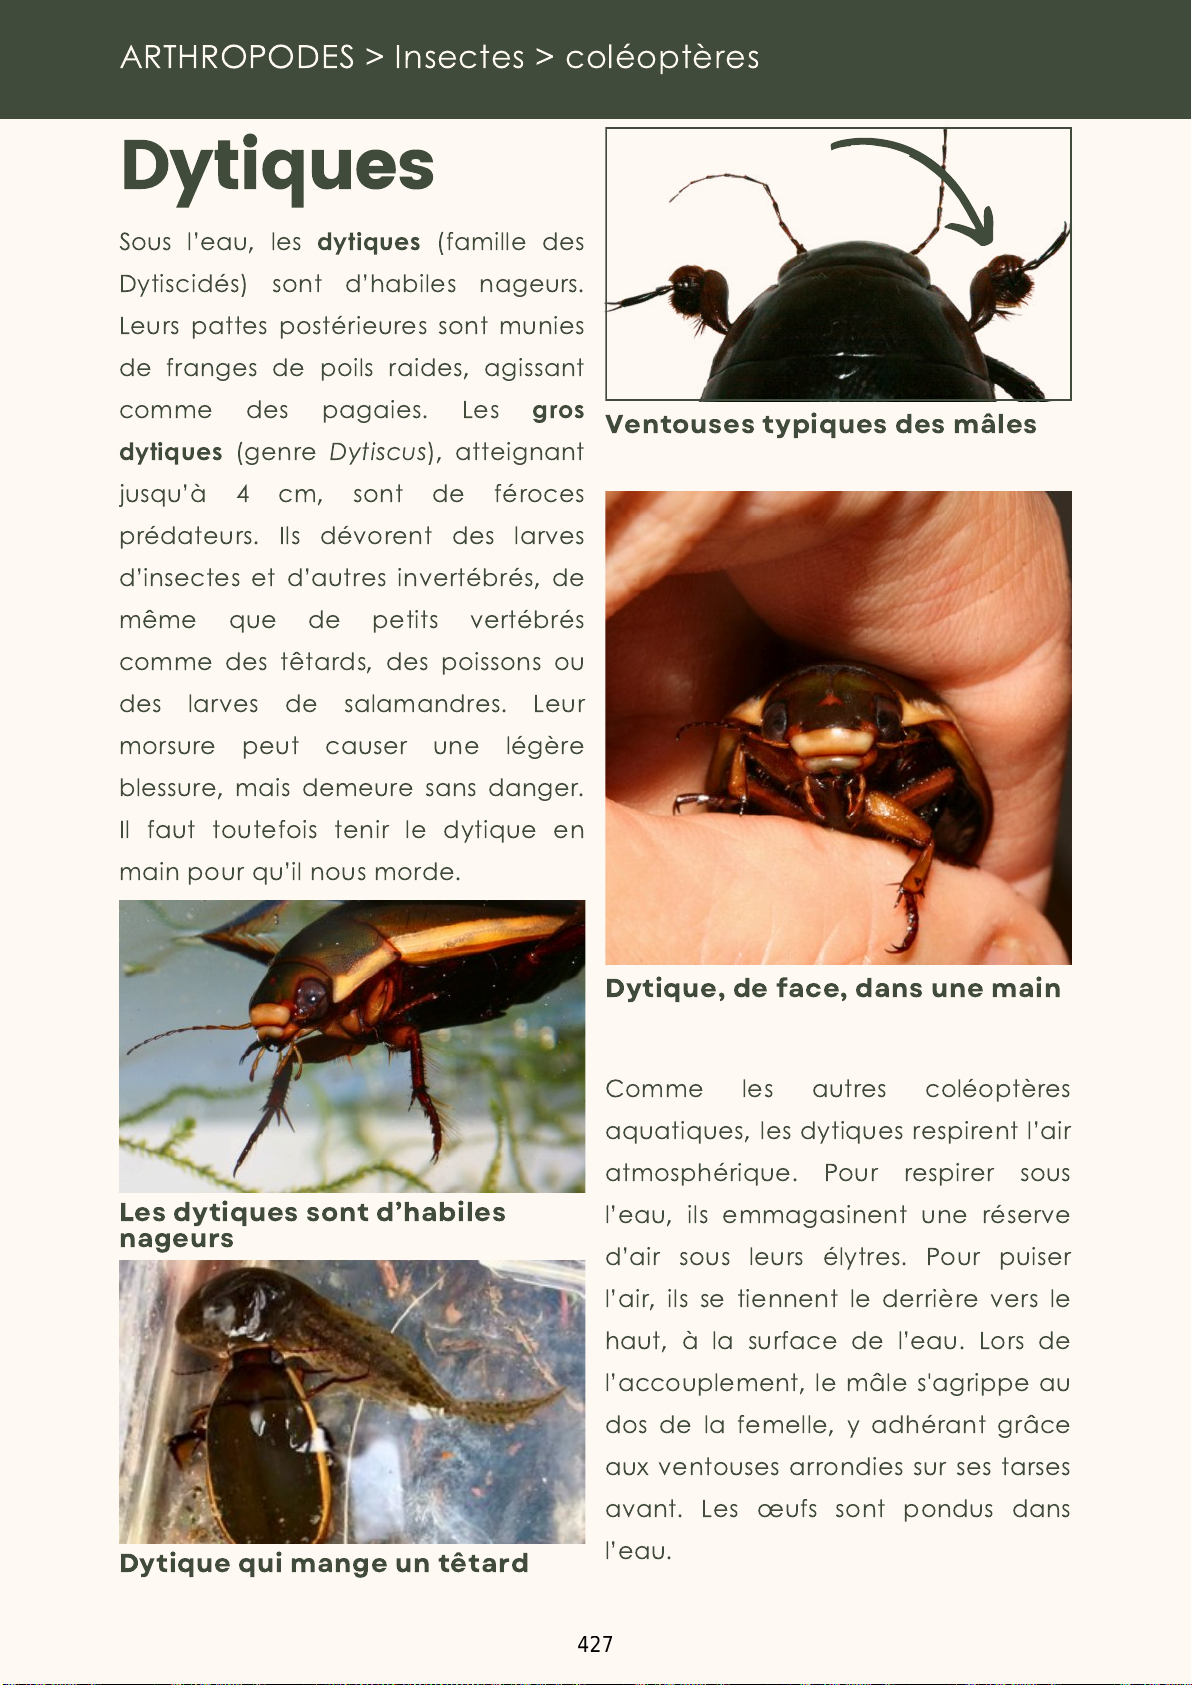 ARTHROPODES > Insectes > coléoptères
Dytiques
Sous l’eau, les dytiques (famille des
Dytiscidés) sont d’habiles nageurs.
Leurs pattes postérieures sont munies
de franges de poils raides, agissant
comme des pagaies. Les gros
dytiques (genre Dytiscus), atteignant
jusqu’à 4 cm, sont de féroces
prédateurs. Ils dévorent des larves
d’insectes et d’autres invertébrés, de
même que de petits vertébrés
comme des têtards, des poissons ou
des larves de salamandres. Leur
morsure peut causer une légère
blessure, mais demeure sans danger.
Il faut toutefois tenir le dytique en
main pour qu’il nous morde.
Les dytiques sont d’habiles
nageurs
Dytique qui mange un têtard
Ventouses typiques des mâles
Dytique, de face, dans une main
Comme les autres coléoptères
aquatiques, les dytiques respirent l’air
atmosphérique. Pour respirer sous
l’eau, ils emmagasinent une réserve
d’air sous leurs élytres. Pour puiser
l’air, ils se tiennent le derrière vers le
haut, à la surface de l’eau. Lors de
l’accouplement, le mâle s'agrippe au
dos de la femelle, y adhérant grâce
aux ventouses arrondies sur ses tarses
avant. Les œufs sont pondus dans
l’eau.
427